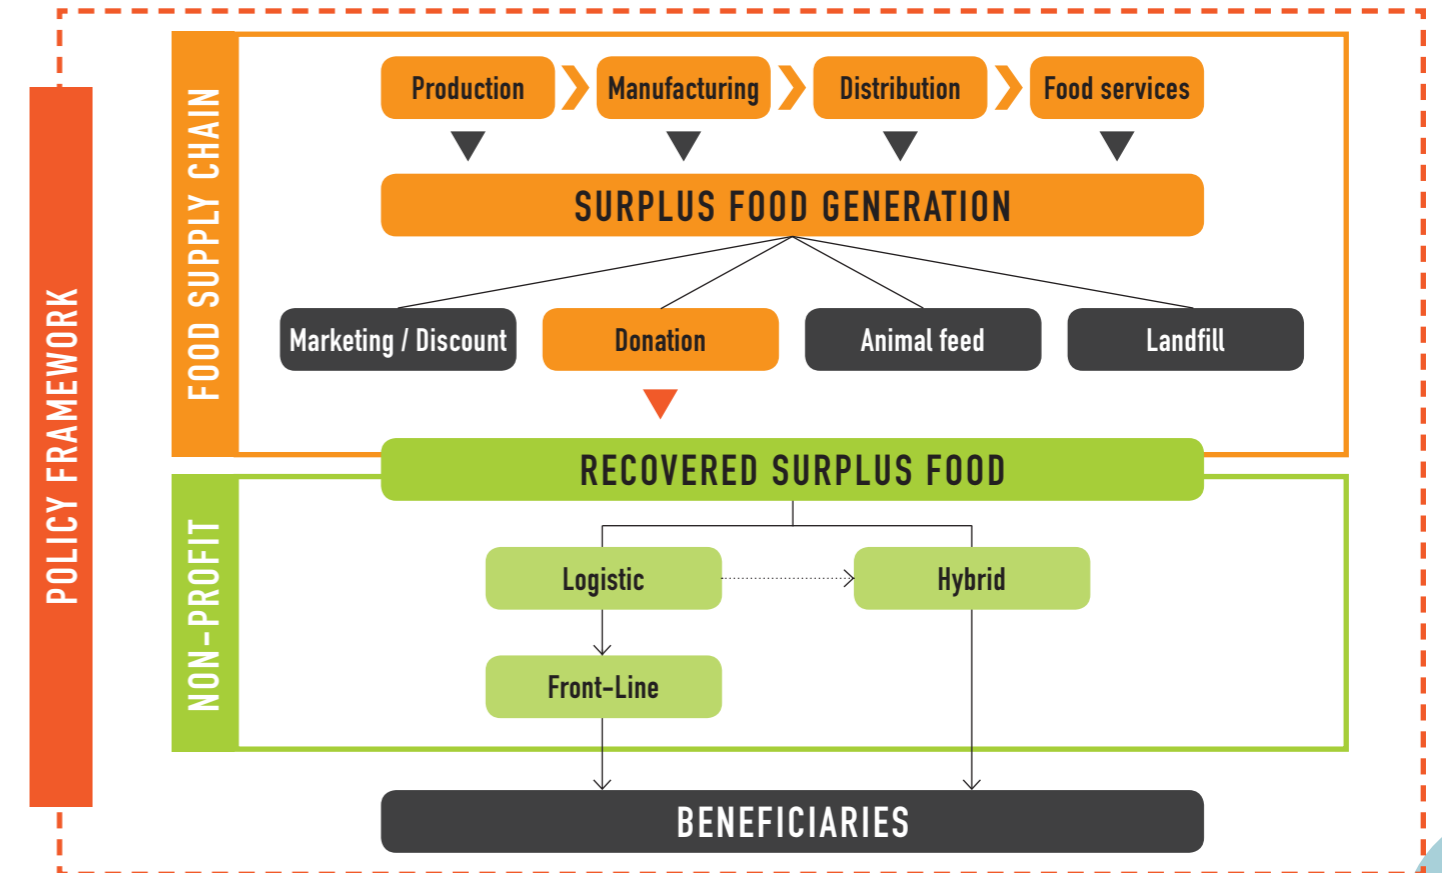 POLICY FRAMEWORK
FOOD SUPPLY CHAIN
Production
Manufacturing
Distribution
Food services
SURPLUS FOOD GENERATION
Marketing / Discount
Donation
Animal feed
Landfill
RECOVERED SURPLUS FOOD
NON-PROFIT
Logistic
Hybrid
Front-Line
BENEFICIARIES